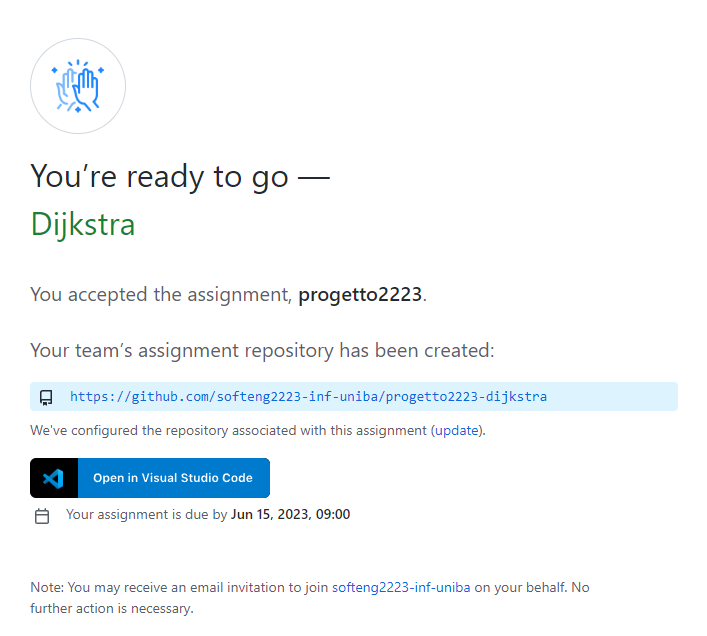 You're ready to go —
Dijkstra
You accepted the assignment, progetto2223.
Your team's assignment repository has been created:
https://github.com/softeng2223-inf-uniba/progetto2223-dijkstra
We've configured the repository associated with this assignment (update).
Open in Visual Studio Code
Your assignment is due by Jun 15, 2023, 09:00
Note: You may receive an email invitation to join softeng2223-inf-uniba on your behalf. No
further action is necessary.